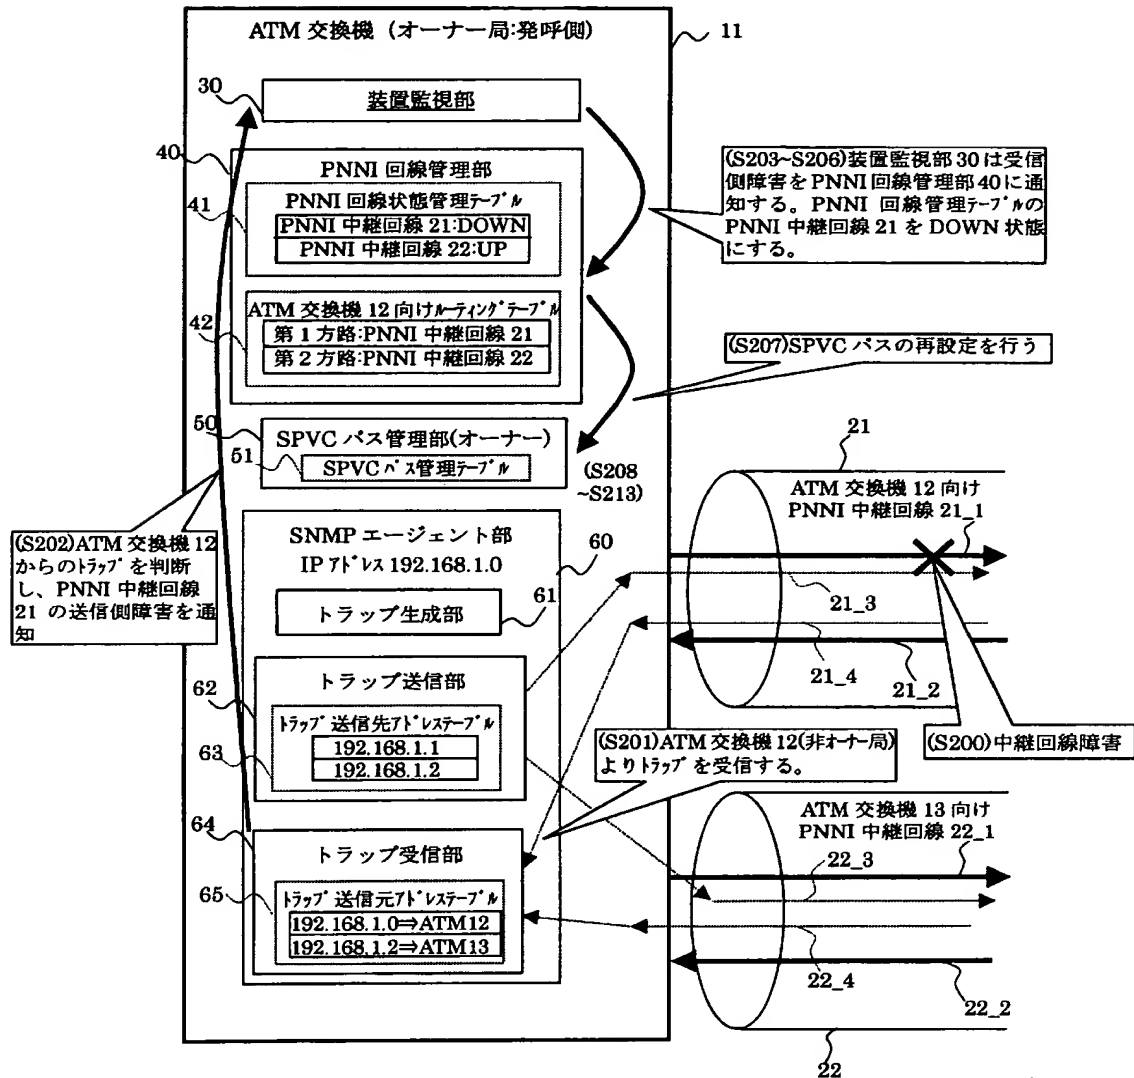 ATM 交換機 (オーナー局:発呼側)
11
30
装置監視部
40
PNNI 回線管理部
41
PNNI 回線状態管理テーブル
PNNI 中継回線 21:DOWN
PNNI 中継回線 22:UP
42
ATM 交換機 12 向けルーティングテーブル
第 1 方路:PNNI 中継回線 21
第 2 方路:PNNI 中継回線 22
(S203~S206)装置監視部 30 は受信
側障害を PNNI 回線管理部 40 に通
知する。PNNI 回線管理テーブルの
PNNI 中継回線 21 を DOWN 状態
にする。
(S207)SPVC パスの再設定を行う
50
SPVC パス管理部(オーナー)
51
SPVC パス管理テーブル
(S208
~S213)
(S202)ATM 交換機 12
からのトラップを判断
し、PNNI 中継回線
21 の送信側障害を通
知
SNMP エージェント部
IP アドレス 192.168.1.0
60
トラップ生成部
61
62
トラップ送信部
63
トラップ送信先アドレステーブル
192.168.1.1
192.168.1.2
64
トラップ受信部
65
トラップ送信元アドレステーブル
192.168.1.0⇒ATM12
192.168.1.2⇒ATM13
(S201)ATM 交換機 12(非オーナー局)
よりトラップを受信する。
21
ATM 交換機 12 向け
PNNI 中継回線 21_1
21_3
21_4
21_2
(S200)中継回線障害
ATM 交換機 13 向け
PNNI 中継回線 22_1
22_3
22_4
22_2
22